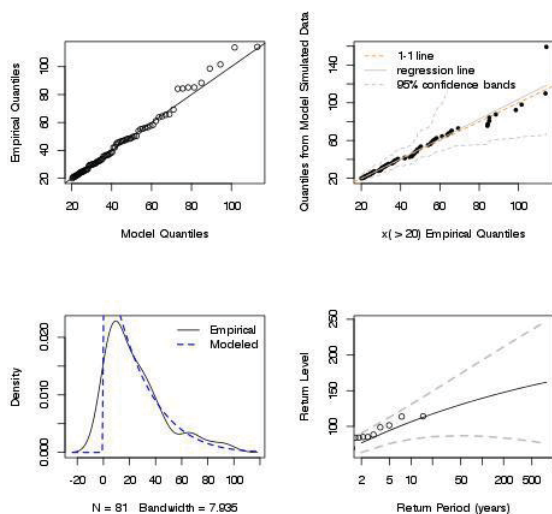 Empirical Quantiles
20 40 60 80 100
20 40 60 80 100
Model Quantiles
Quantiles from Model Simulated Data
20 60 100 140
1-1 line
regression line
95% confidence bands
20 40 60 80 100
x( > 20) Empirical Quantiles
Density
0.000 0.010 0.020
Empirical
Modeled
-20 0 20 40 60 80 100
N = 81 Bandwidth = 7.935
Return Level
100 150 200 250
2 5 10 50 200 500
Return Period (years)